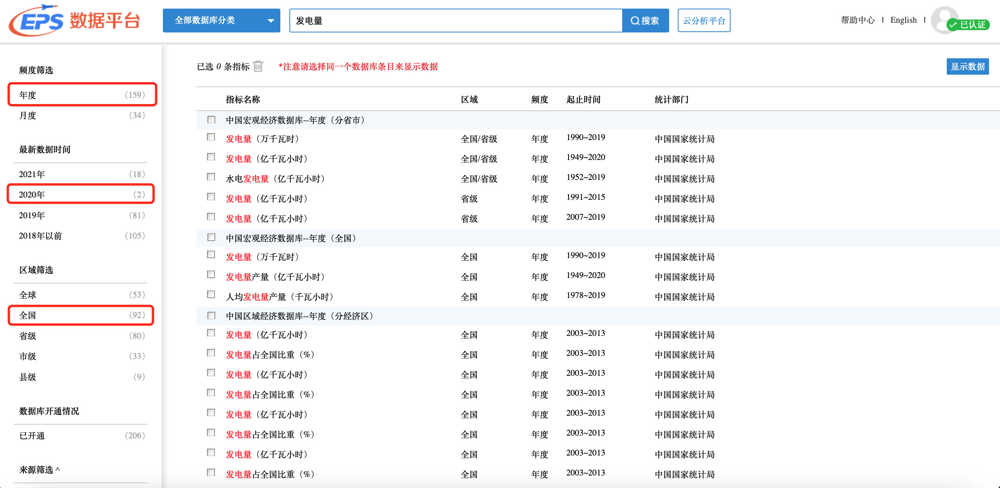 EPS 数据平台
全部数据库分类
发电量
搜索
云分析平台
帮助中心 | English |
已认证
频度筛选
年度 （159）
月度 （34）
最新数据时间
2021年 （18）
2020年 （2）
2019年 （81）
2018年以前 （105）
区域筛选
全球 （53）
全国 （92）
省级 （80）
市级 （33）
县级 （9）
数据库开通情况
已开通 （206）
来源筛选 ^
已选 0 条指标 *注意请选择同一个数据库条目来显示数据
显示数据
指标名称 区域 频度 起止时间 统计部门
中国宏观经济数据库--年度（分省市）
发电量（万千瓦时） 全国/省级 年度 1990~2019 中国国家统计局
发电量（亿千瓦小时） 全国/省级 年度 1949~2020 中国国家统计局
水电发电量（亿千瓦小时） 全国/省级 年度 1952~2019 中国国家统计局
发电量（亿千瓦小时） 省级 年度 1991~2015 中国国家统计局
发电量（亿千瓦小时） 省级 年度 2007~2019 中国国家统计局
中国宏观经济数据库--年度（全国）
发电量（万千瓦时） 全国 年度 1990~2019 中国国家统计局
发电量产量（亿千瓦小时） 全国 年度 1949~2020 中国国家统计局
人均发电量产量（千瓦小时） 全国 年度 1978~2019 中国国家统计局
中国区域经济数据库--年度（分经济区）
发电量（亿千瓦小时） 全国 年度 2003~2013 中国国家统计局
发电量占全国比重（%） 全国 年度 2003~2013 中国国家统计局
发电量（亿千瓦小时） 全国 年度 2003~2013 中国国家统计局
发电量占全国比重（%） 全国 年度 2003~2013 中国国家统计局
发电量（亿千瓦小时） 全国 年度 2003~2013 中国国家统计局
发电量占全国比重（%） 全国 年度 2003~2013 中国国家统计局
发电量（亿千瓦小时） 全国 年度 2003~2013 中国国家统计局
发电量占全国比重（%） 全国 年度 2003~2013 中国国家统计局